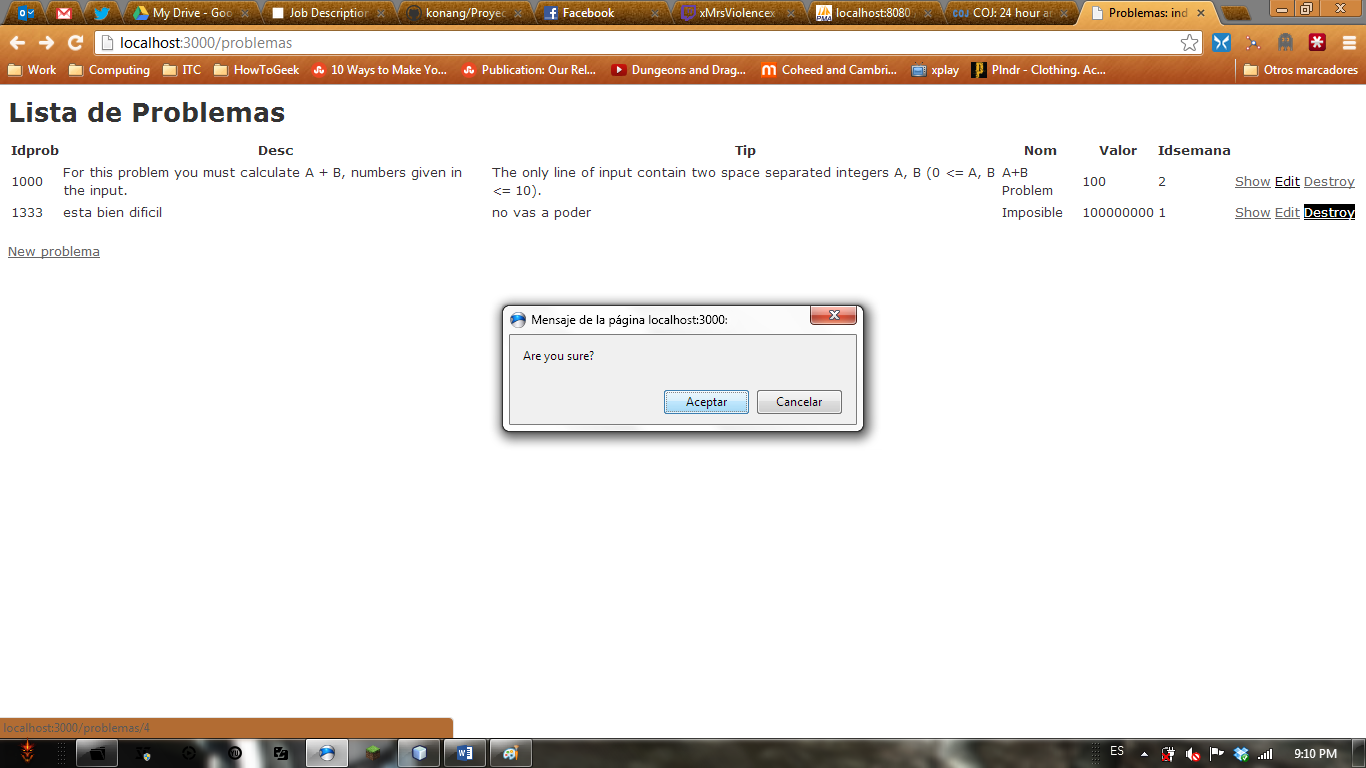 My Drive - Goo
Job Description
konang/Proyec
Facebook
xMrsViolencex
localhost:8080
COJ: 24 hour ar
Problemas: ind
localhost:3000/problemas
Work
Computing
ITC
HowToGeek
10 Ways to Make Yo...
Publication: Our Rel...
Dungeons and Drag...
Coheed and Cambri...
xplay
Plndr - Clothing. Ac...
Otros marcadores
Lista de Problemas
Idprob Desc Tip Nom Valor Idsemana
1000 For this problem you must calculate A + B, numbers given in the input. The only line of input contain two space separated integers A, B (0 <= A, B <= 10). A+B Problem 100 2 Show Edit Destroy
1333 esta bien dificil no vas a poder Imposible 100000000 1 Show Edit Destroy
New problema
Mensaje de la página localhost:3000:
Are you sure?
Aceptar Cancelar
localhost:3000/problemas/4
ES
9:10 PM